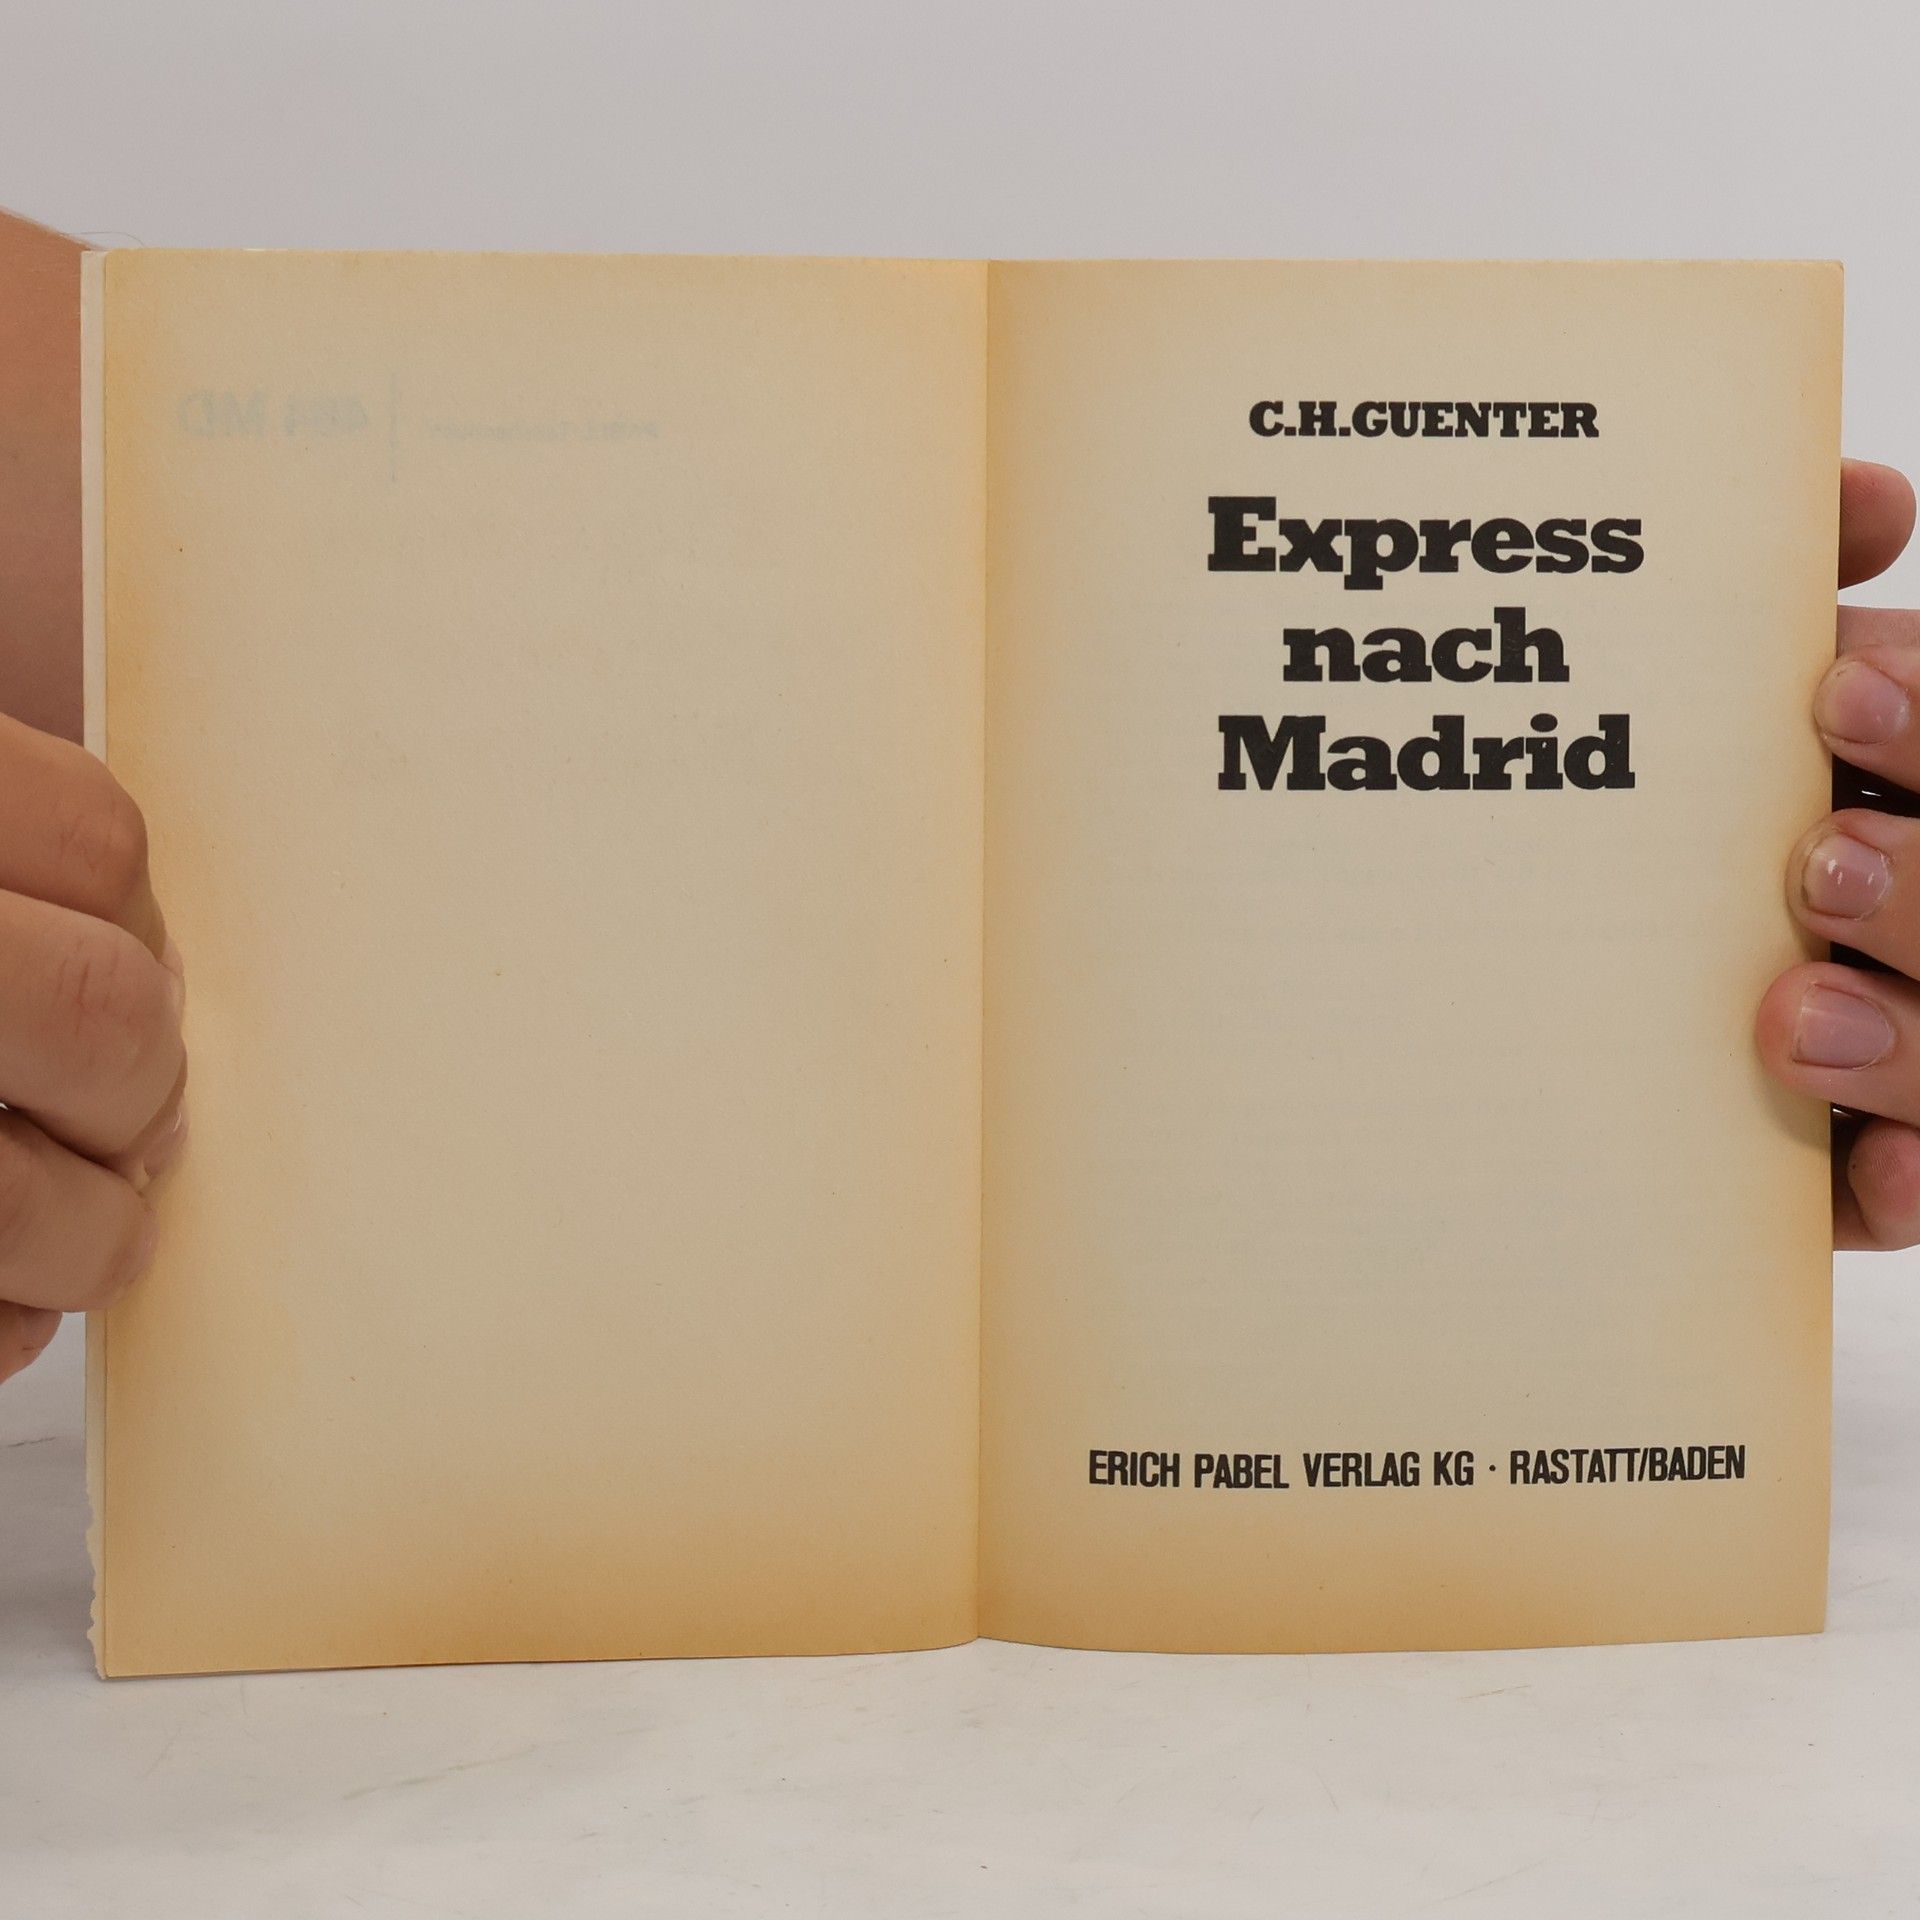 C.H.GUENTER
Express
nach
Madrid
ERICH PABEL VERLAG KG · RASTATT/BADEN